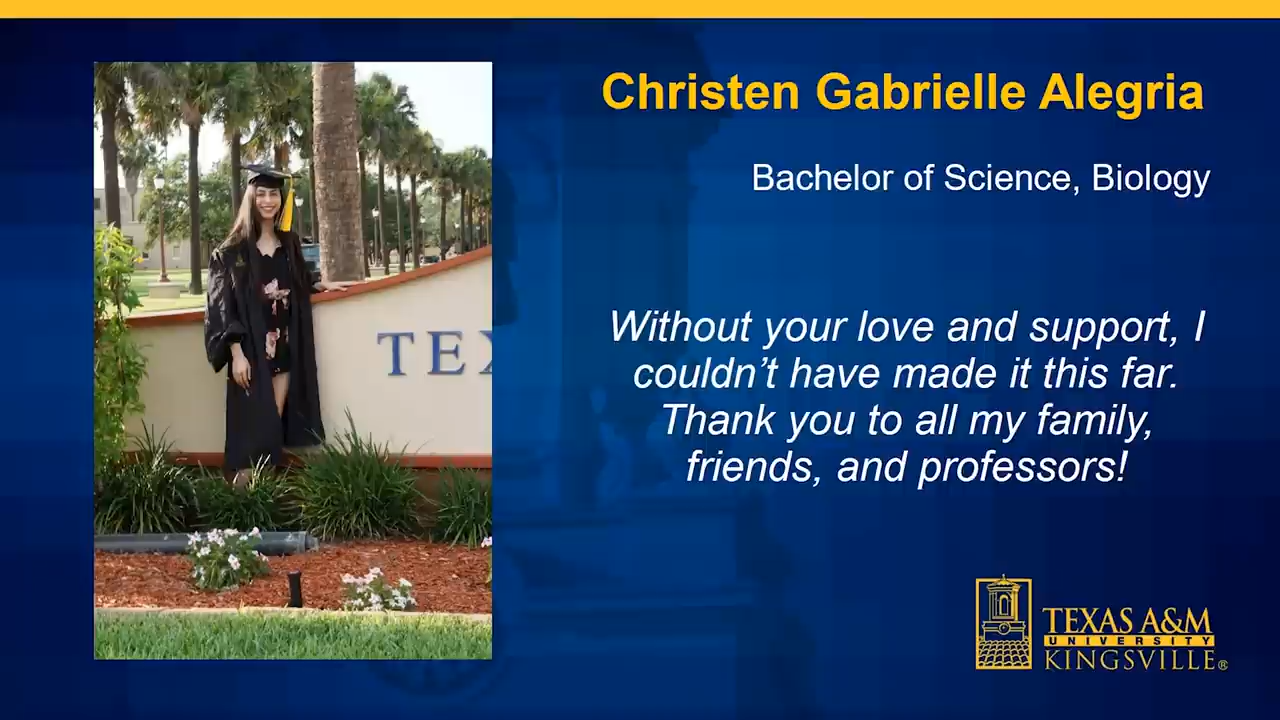 Christen Gabrielle Alegria
Bachelor of Science, Biology
Without your love and support, I
couldn’t have made it this far.
Thank you to all my family,
friends, and professors!
TEX
TEXAS A&M
UNIVERSITY
KINGSVILLE®